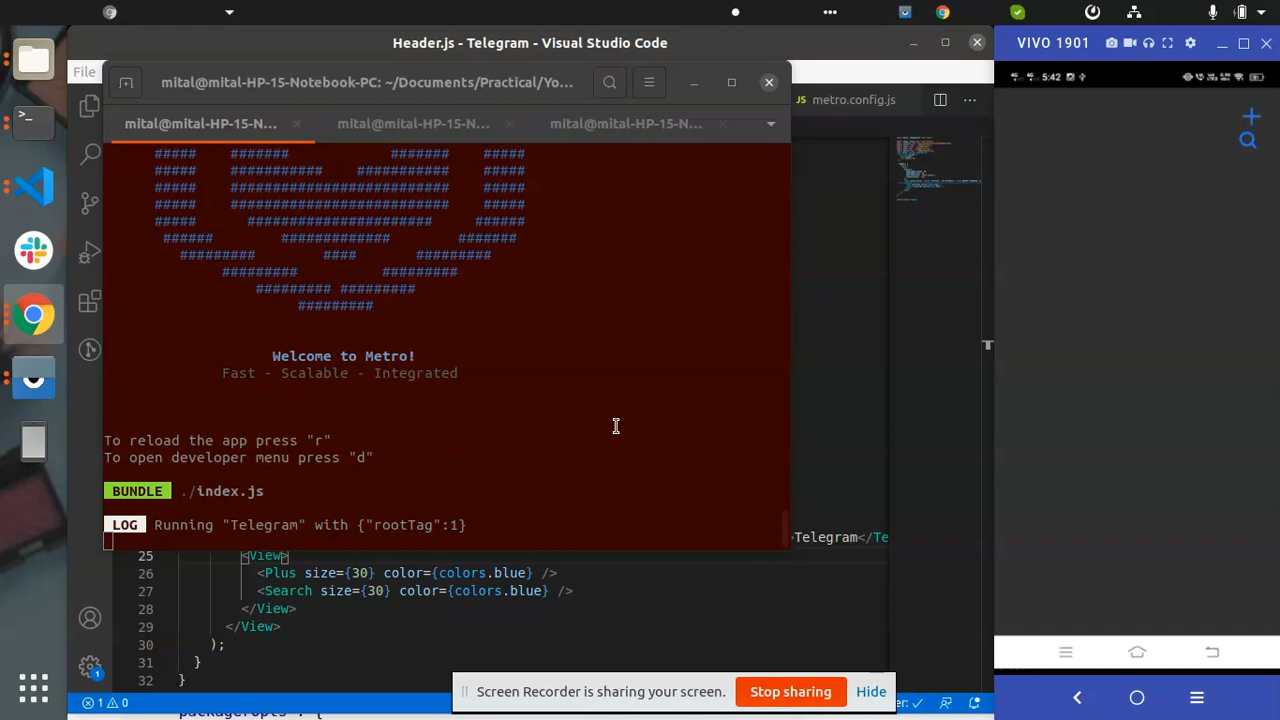 Header.js - Telegram - Visual Studio Code
VIVO 1901
File
mital@mital-HP-15-Notebook-PC: ~/Documents/Practical/Yo...
5:42
JS metro.config.js
mital@mital-HP-15-N...
mital@mital-HP-15-N...
mital@mital-HP-15-N...
##### ####### ####### #####
##### ########### ########### #####
##### ########################## #####
##### ########################## #####
##### ###################### ######
###### ############# #######
######### #### #########
######### #########
######### #########
#########
Welcome to Metro!
Fast - Scalable - Integrated
To reload the app press "r"
To open developer menu press "d"
BUNDLE ./index.js
LOG Running "Telegram" with {"rootTag":1}
>Telegram</Te
25 <View>
26 <Plus size={30} color={colors.blue} />
27 <Search size={30} color={colors.blue} />
28 </View>
29 </View>
30 );
31 }
32 }
1
Screen Recorder is sharing your screen.
Stop sharing
Hide
1 0